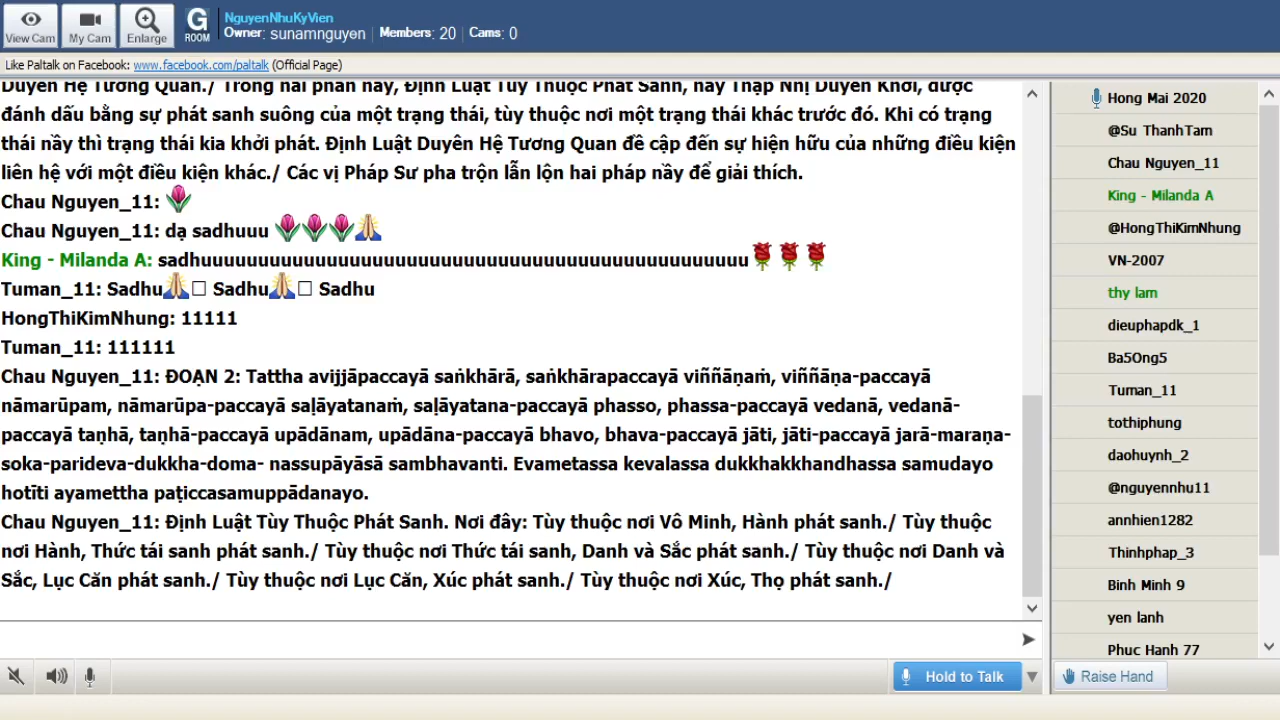 View Cam
My Cam
Enlarge
G
ROOM
NguyenNhuKyVien
Owner: sunamnguyen
Members: 20
Cams: 0
Like Paltalk on Facebook: www.facebook.com/paltalk (Official Page)
Duyên Hệ Tương Quan./ Trong hai phần này, Định Luật Tùy Thuộc Phát Sanh, hay Thập Nhị Duyên Khởi, được
đánh dấu bằng sự phát sanh suông của một trạng thái, tùy thuộc nơi một trạng thái khác trước đó. Khi có trạng
thái nầy thì trạng thái kia khởi phát. Định Luật Duyên Hệ Tương Quan đề cập đến sự hiện hữu của những điều kiện
liên hệ với một điều kiện khác./ Các vị Pháp Sư pha trộn lẫn lộn hai pháp nầy để giải thích.
Chau Nguyen_11:
Chau Nguyen_11: dạ sadhuuu
King - Milanda A: sadhuuuuuuuuuuuuuuuuuuuuuuuuuuuuuuuuuuuuuuuuuuuuuuuuu
Tuman_11: Sadhu Sadhu Sadhu
HongThiKimNhung: 11111
Tuman_11: 111111
Chau Nguyen_11: ĐOẠN 2: Tattha avijjāpaccayā saṅkhārā, saṅkhārapaccayā viññāṇaṁ, viññāṇa-paccayā
nāmarūpam, nāmarūpa-paccayā saḷāyatanaṁ, saḷāyatana-paccayā phasso, phassa-paccayā vedanā, vedanā-
paccayā taṇhā, taṇhā-paccayā upādānam, upādāna-paccayā bhavo, bhava-paccayā jāti, jāti-paccayā jarā-maraṇa-
soka-parideva-dukkha-doma- nassupāyāsā sambhavanti. Evametassa kevalassa dukkhakkhandhassa samudayo
hotīti ayamettha paṭiccasamuppādanayo.
Chau Nguyen_11: Định Luật Tùy Thuộc Phát Sanh. Nơi đây: Tùy thuộc nơi Vô Minh, Hành phát sanh./ Tùy thuộc
nơi Hành, Thức tái sanh phát sanh./ Tùy thuộc nơi Thức tái sanh, Danh và Sắc phát sanh./ Tùy thuộc nơi Danh và
Sắc, Lục Căn phát sanh./ Tùy thuộc nơi Lục Căn, Xúc phát sanh./ Tùy thuộc nơi Xúc, Thọ phát sanh./
Hold to Talk
Hong Mai 2020
@Su ThanhTam
Chau Nguyen_11
King - Milanda A
@HongThiKimNhung
VN-2007
thy lam
dieuphapdk_1
Ba5Ong5
Tuman_11
tothiphung
daohuynh_2
@nguyennhu11
annhien1282
Thinhphap_3
Binh Minh 9
yen lanh
Phuc Hanh 77
Raise Hand